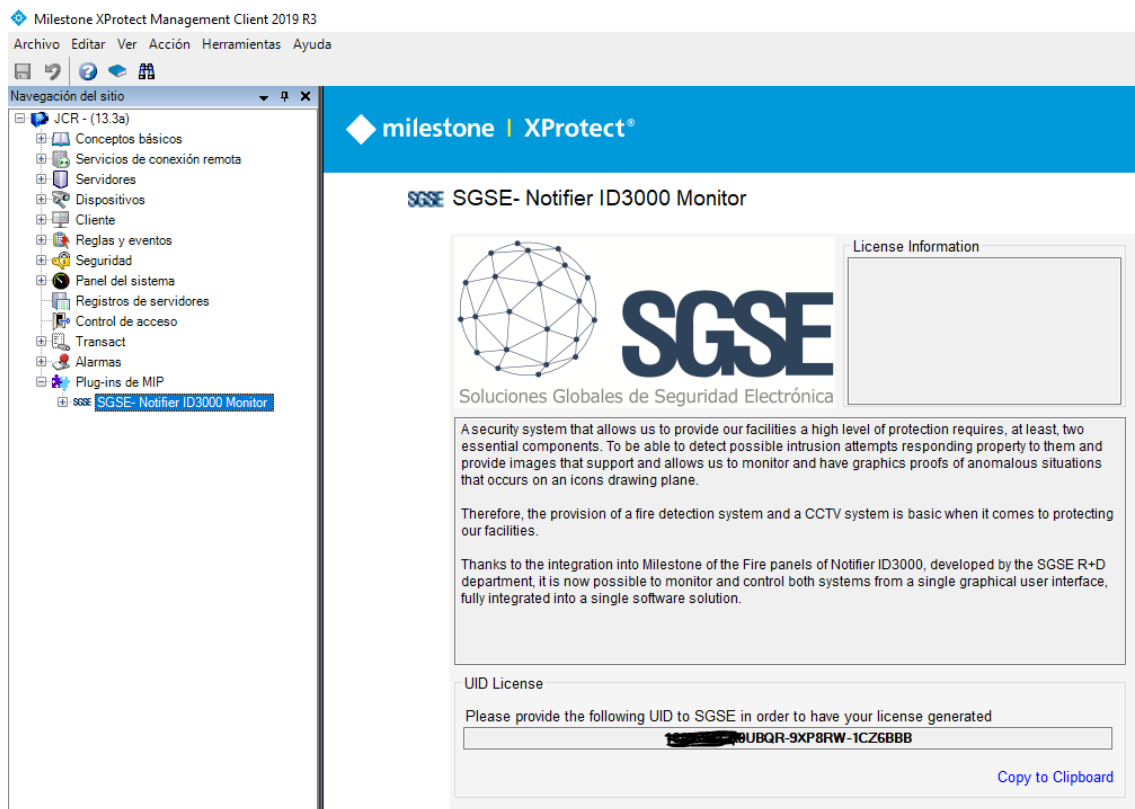 Milestone XProtect Management Client 2019 R3
Archivo Editar Ver Acción Herramientas Ayuda
Navegación del sitio
JCR - (13.3a)
Conceptos básicos
Servicios de conexión remota
Servidores
Dispositivos
Cliente
Reglas y eventos
Seguridad
Panel del sistema
Registros de servidores
Control de acceso
Transact
Alarmas
Plug-ins de MIP
SGSE SGSE- Notifier ID3000 Monitor
milestone | XProtect®
SGSE SGSE- Notifier ID3000 Monitor
SGSE
Soluciones Globales de Seguridad Electrónica
License Information
A security system that allows us to provide our facilities a high level of protection requires, at least, two
essential components. To be able to detect possible intrusion attempts responding property to them and
provide images that support and allows us to monitor and have graphics proofs of anomalous situations
that occurs on an icons drawing plane.
Therefore, the provision of a fire detection system and a CCTV system is basic when it comes to protecting
our facilities.
Thanks to the integration into Milestone of the Fire panels of Notifier ID3000, developed by the SGSE R+D
department, it is now possible to monitor and control both systems from a single graphical user interface,
fully integrated into a single software solution.
UID License
Please provide the following UID to SGSE in order to have your license generated
UBQR-9XP8RW-1CZ6BBB
Copy to Clipboard